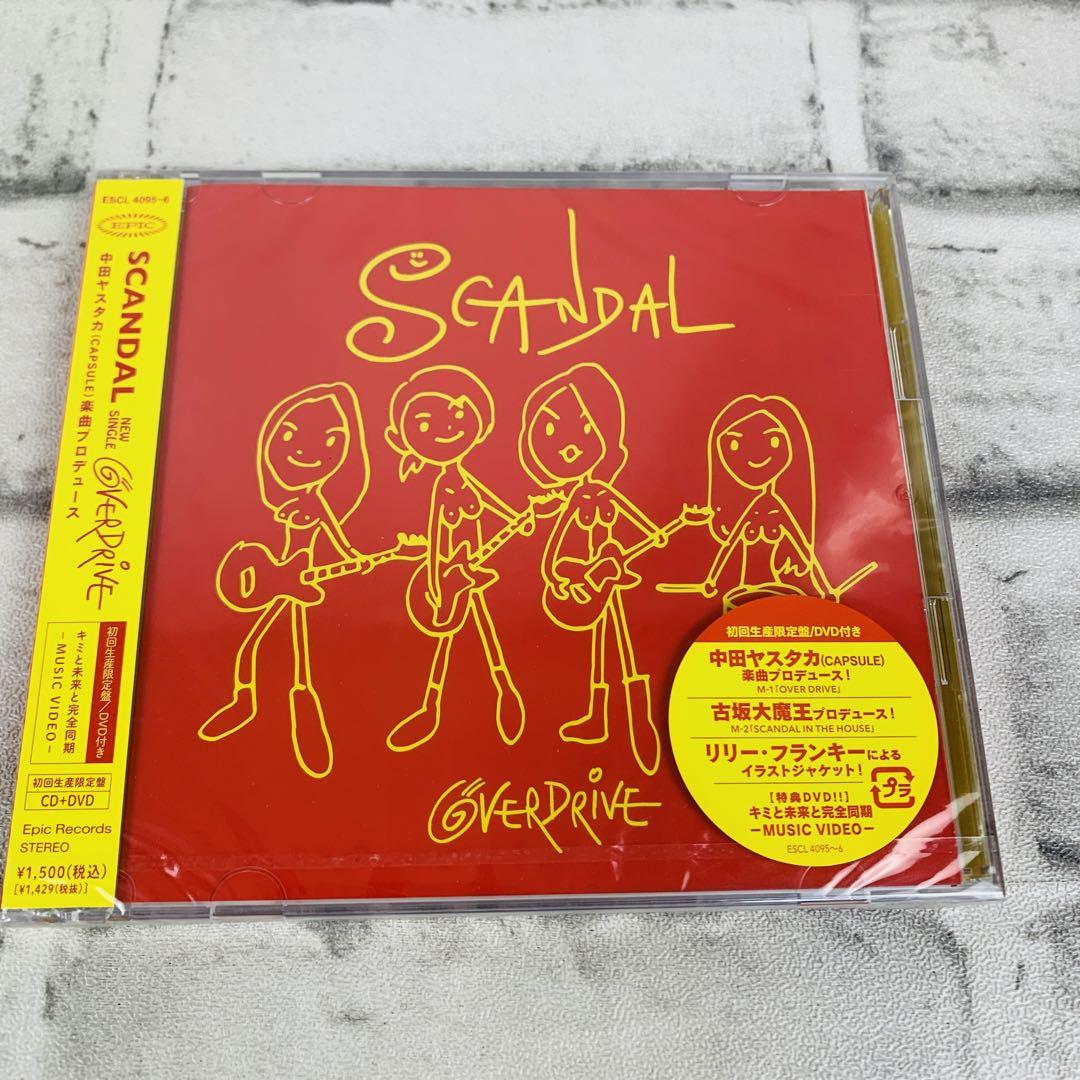 ESCL 4095~6
EPIC
SCANDAL
NEW
SINGLE
OVERDRIVE
中田ヤスタカ(CAPSULE)楽曲プロデュース
初回生産限定盤/DVD付き
キミと未来と完全同期
-MUSIC VIDEO-
初回生産限定盤
CD+DVD
Epic Records
STEREO
¥1,500(税込)
[¥1,429(税抜)]
SCANDAL
OVERDRIVE
初回生産限定盤/DVD付き
中田ヤスタカ(CAPSULE)
楽曲プロデュース!
M-1「OVER DRIVE」
古坂大魔王プロデュース!
M-2「SCANDAL IN THE HOUSE」
リリー・フランキーによる
イラストジャケット!
プラ
[特典DVD!!]
キミと未来と完全同期
-MUSIC VIDEO-
ESCL 4095~6